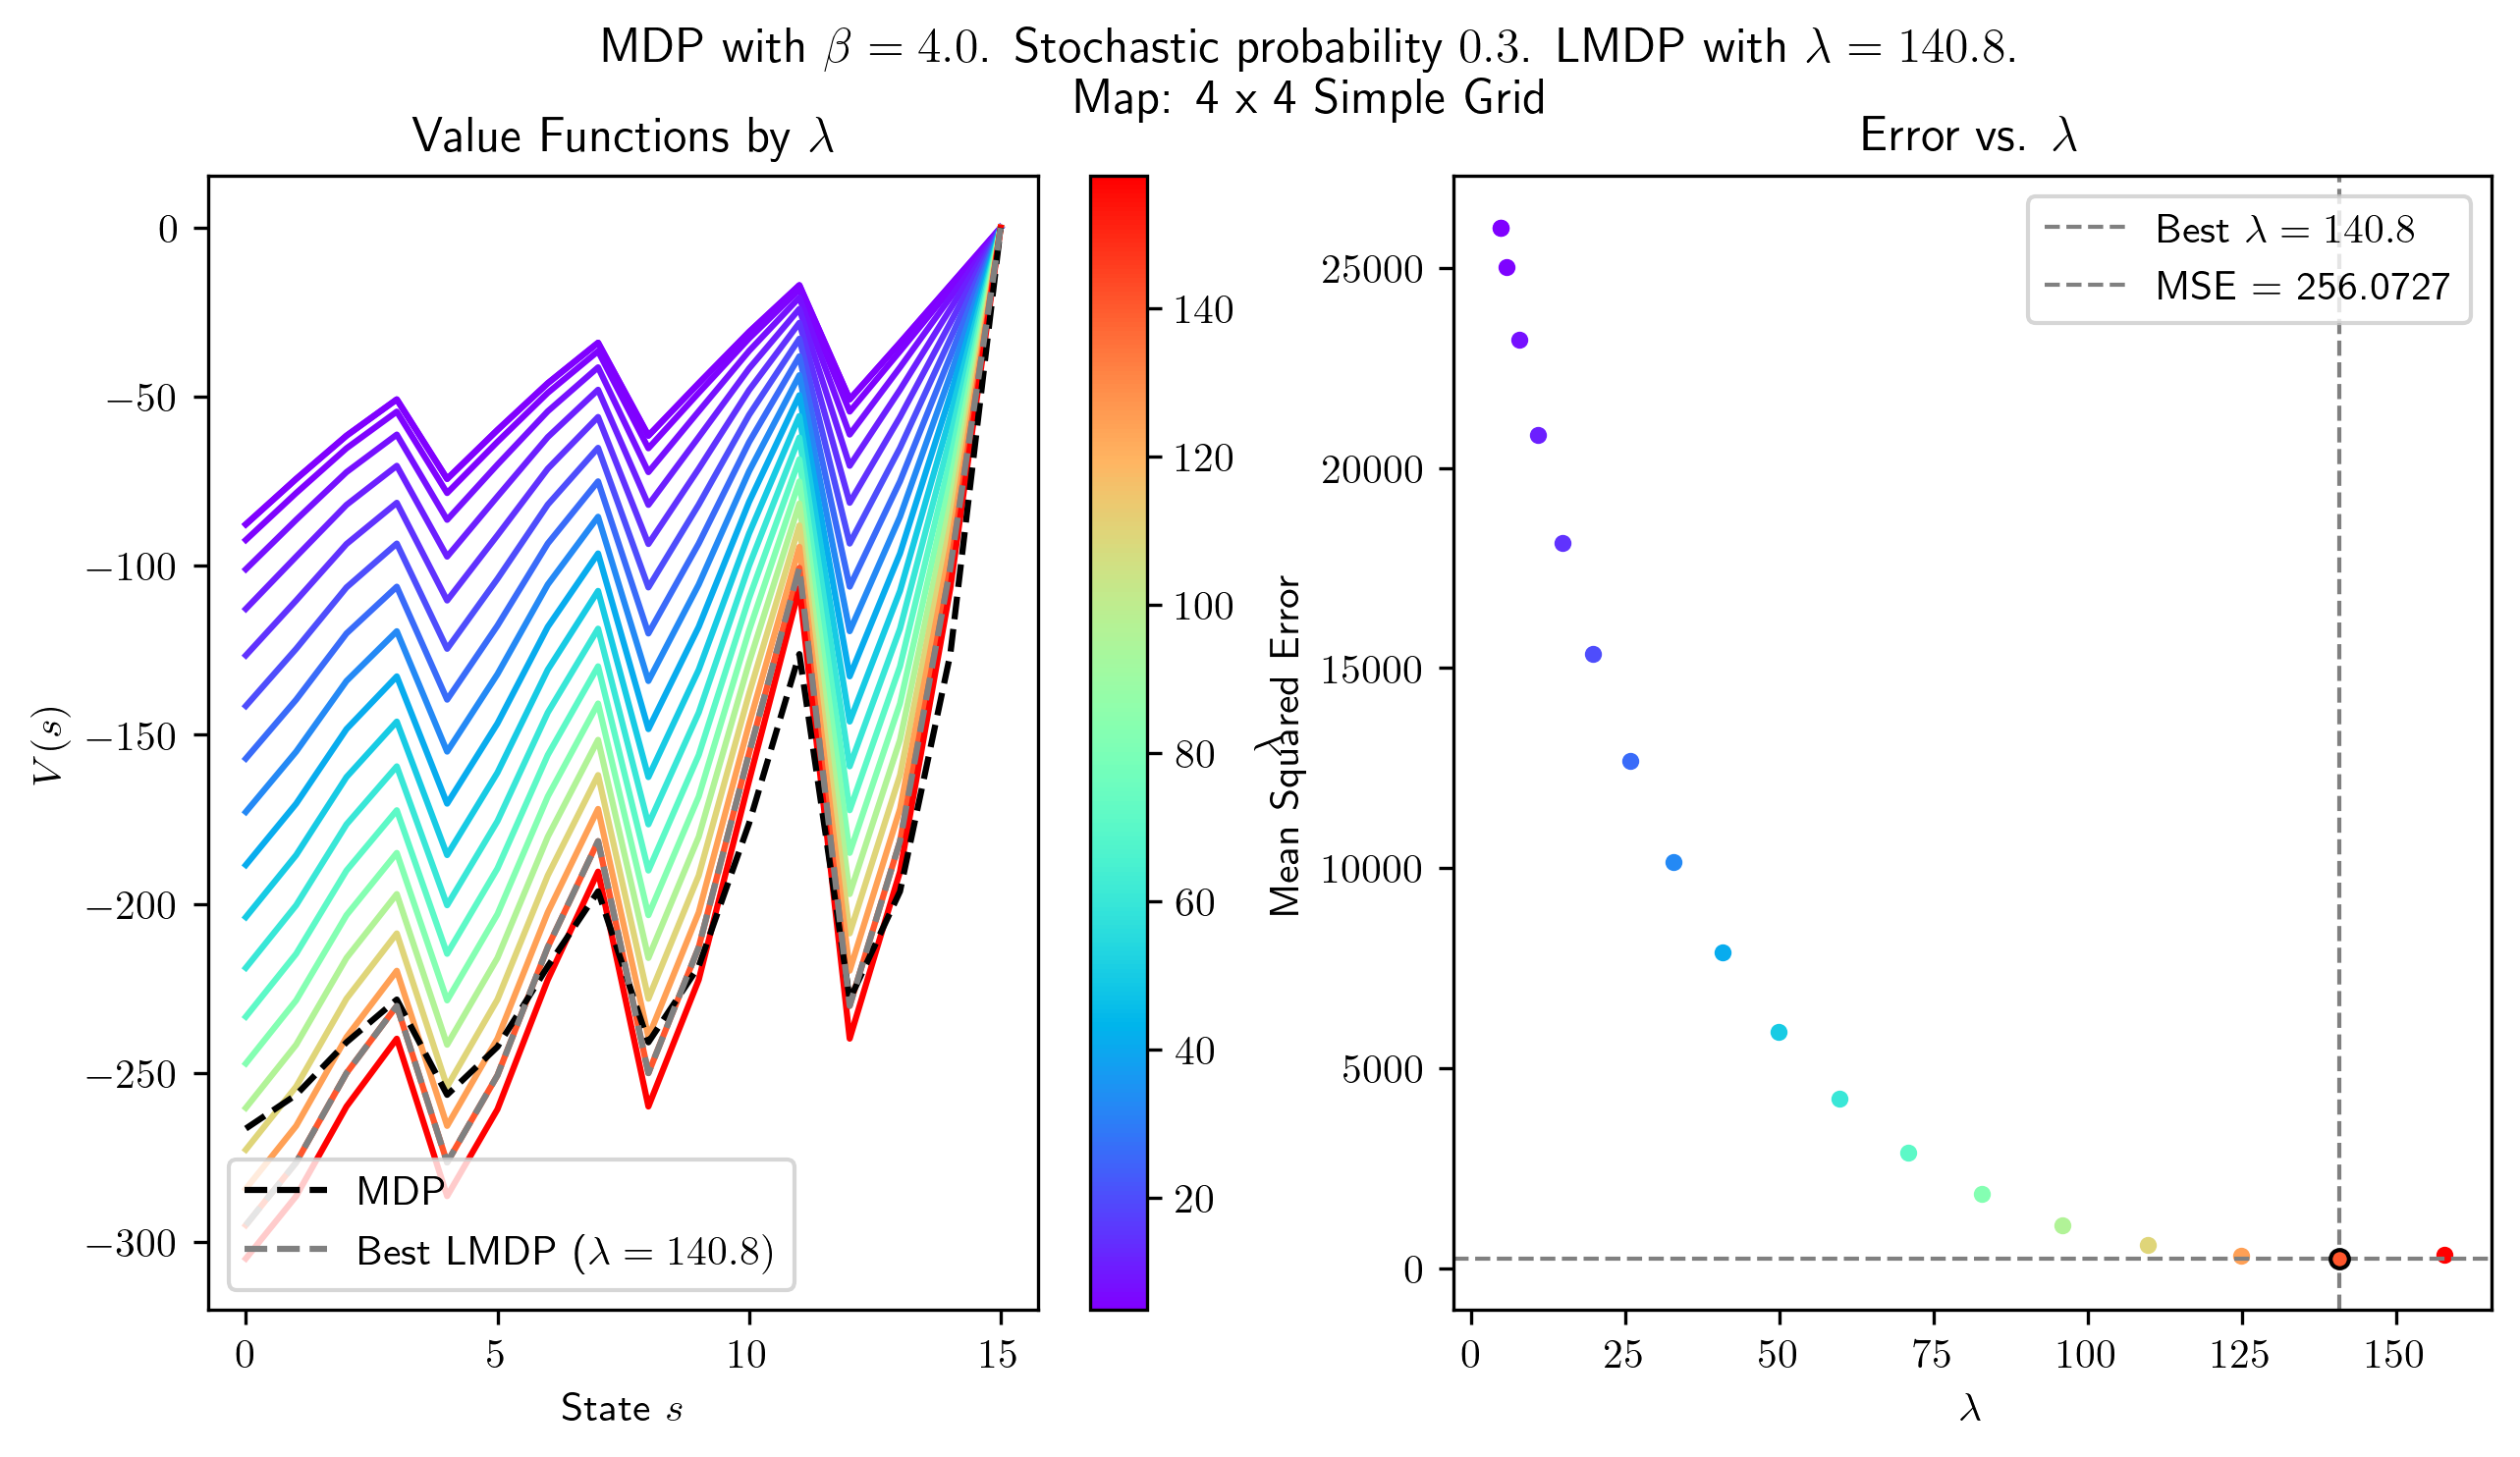 MDP with β = 4.0. Stochastic probability 0.3. LMDP with λ = 140.8.
Map: 4 x 4 Simple Grid
Value Functions by λ
0
−50
−100
−150
−200
−250
−300
V(s)
MDP
Best LMDP (λ = 140.8)
0 5 10 15
State s
140
120
100
80
60
40
20
λ
Error vs. λ
Best λ = 140.8
MSE = 256.0727
25000
20000
15000
10000
5000
0
Mean Squared Error
0 25 50 75 100 125 150
λ